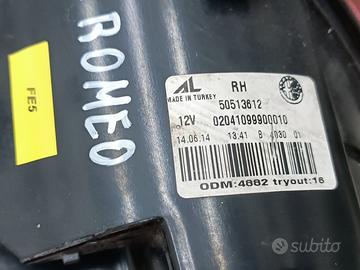 FE5
ROMEO
AL
RH
MADE IN TURKEY
50513612
12V 02041099900010
14.06.14 13.41 B 4830 01
ODM:4882 tryout:16
subito